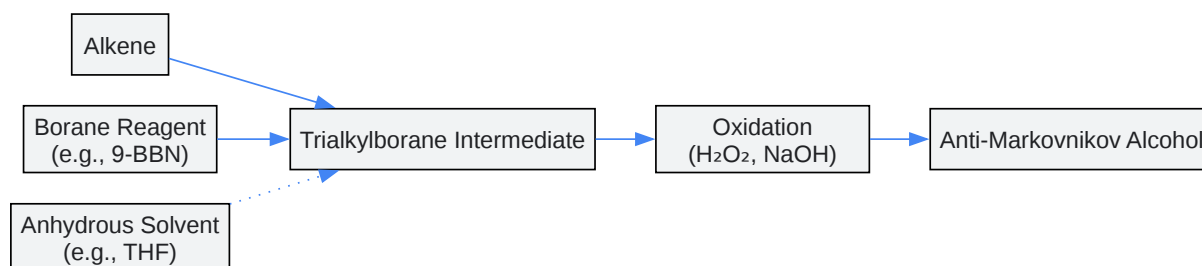 Alkene
Borane Reagent
(e.g., 9-BBN)
Anhydrous Solvent
(e.g., THF)
Trialkylborane Intermediate
Oxidation
(H₂O₂, NaOH)
Anti-Markovnikov Alcohol